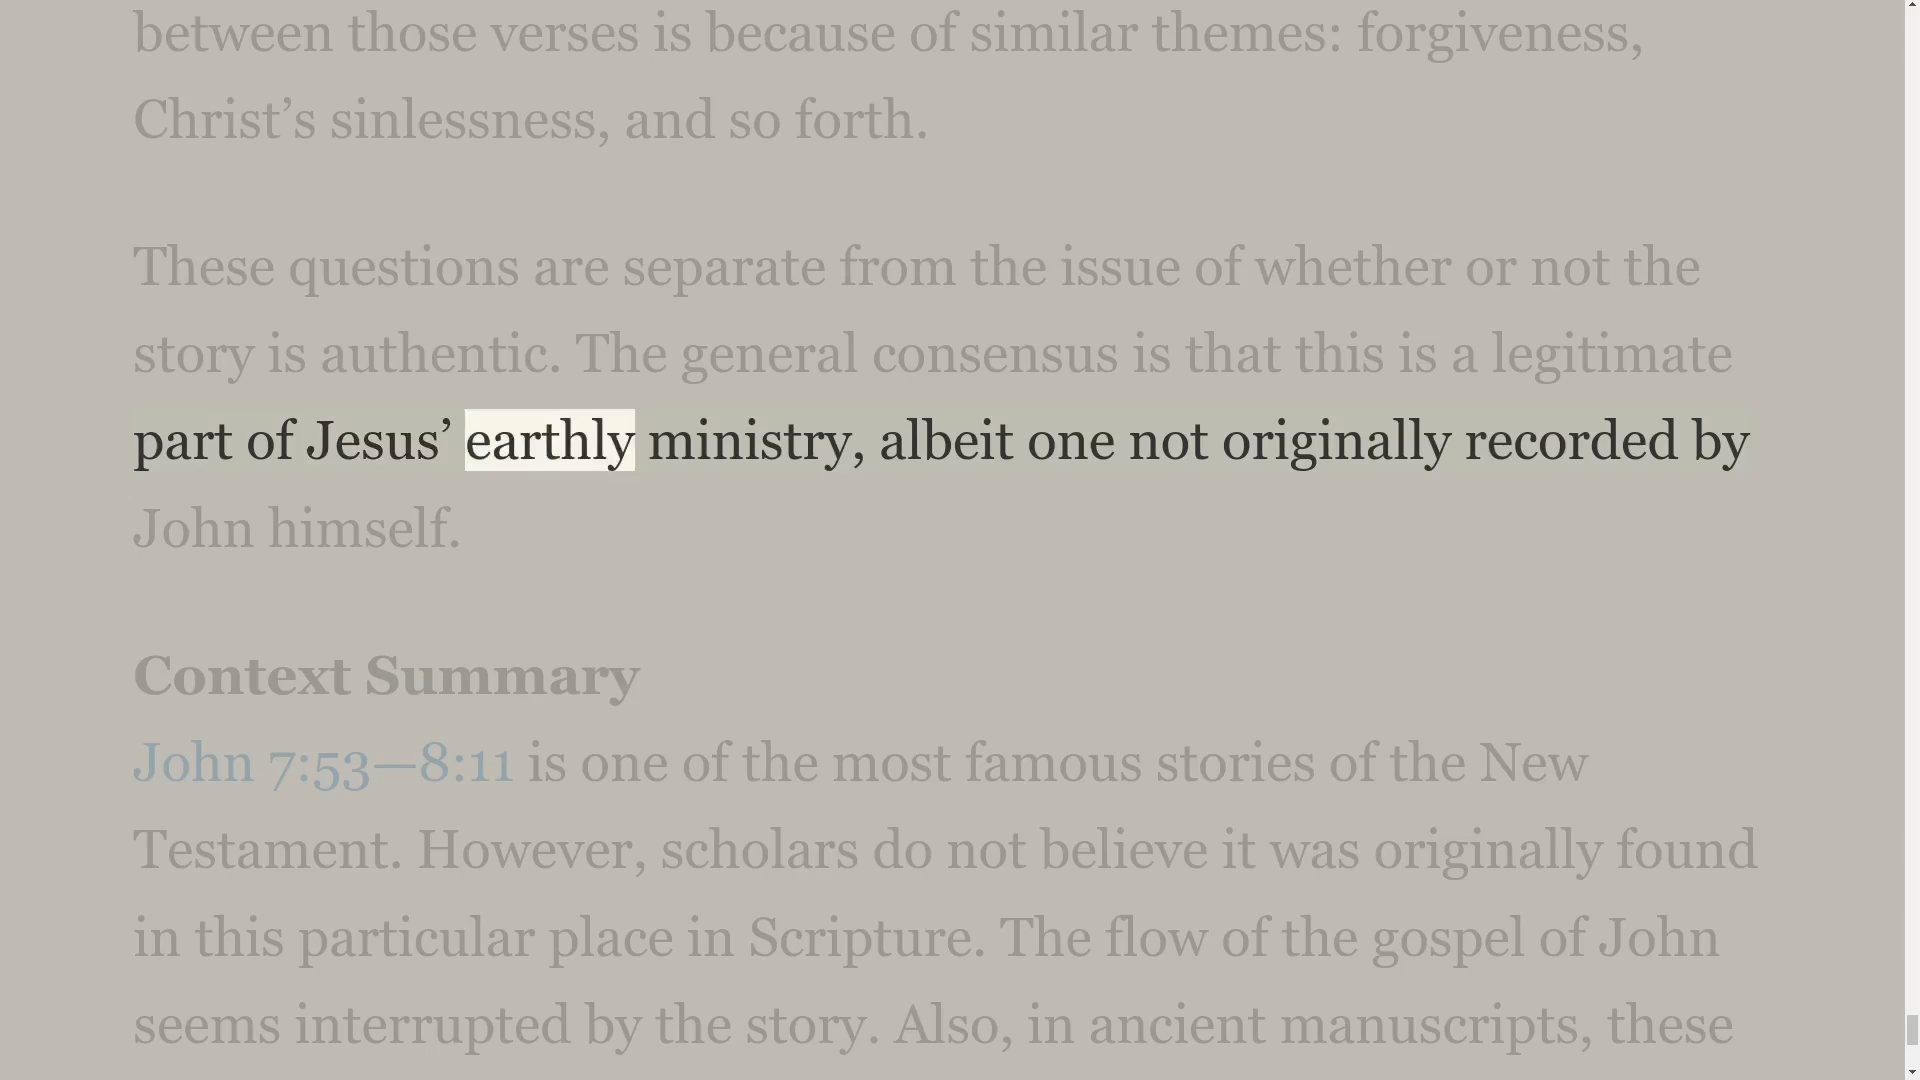 between those verses is because of similar themes: forgiveness,
Christ’s sinlessness, and so forth.
These questions are separate from the issue of whether or not the
story is authentic. The general consensus is that this is a legitimate
part of Jesus’ earthly ministry, albeit one not originally recorded by
John himself.
Context Summary
John 7:53—8:11 is one of the most famous stories of the New
Testament. However, scholars do not believe it was originally found
in this particular place in Scripture. The flow of the gospel of John
seems interrupted by the story. Also, in ancient manuscripts, these